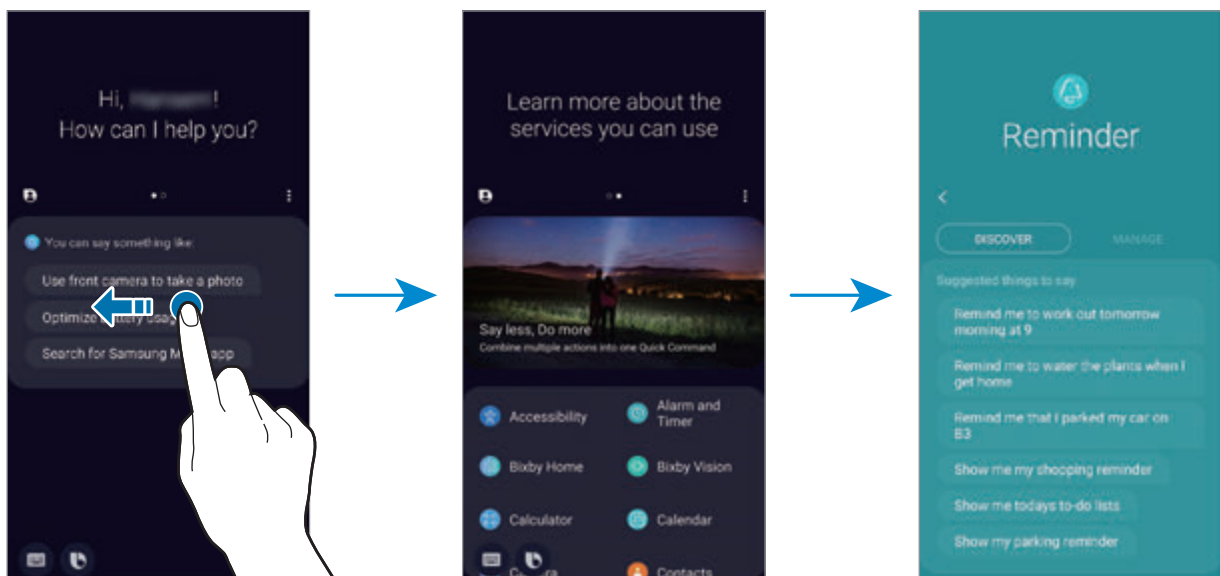 Hi, !
How can I help you?
You can say something like:
Use front camera to take a photo
Optimize battery usag
Search for Samsung M app
Learn more about the
services you can use
Say less, Do more
Combine multiple actions into one Quick Command
Accessibility
Alarm and
Timer
Bixby Home
Bixby Vision
Calculator
Calendar
Contacts
Reminder
DISCOVER
MANAGE
Suggested things to say
Remind me to work out tomorrow
morning at 9
Remind me to water the plants when I
get home
Remind me that I parked my car on
B3
Show me my shopping reminder
Show me todays to-do lists
Show my parking reminder